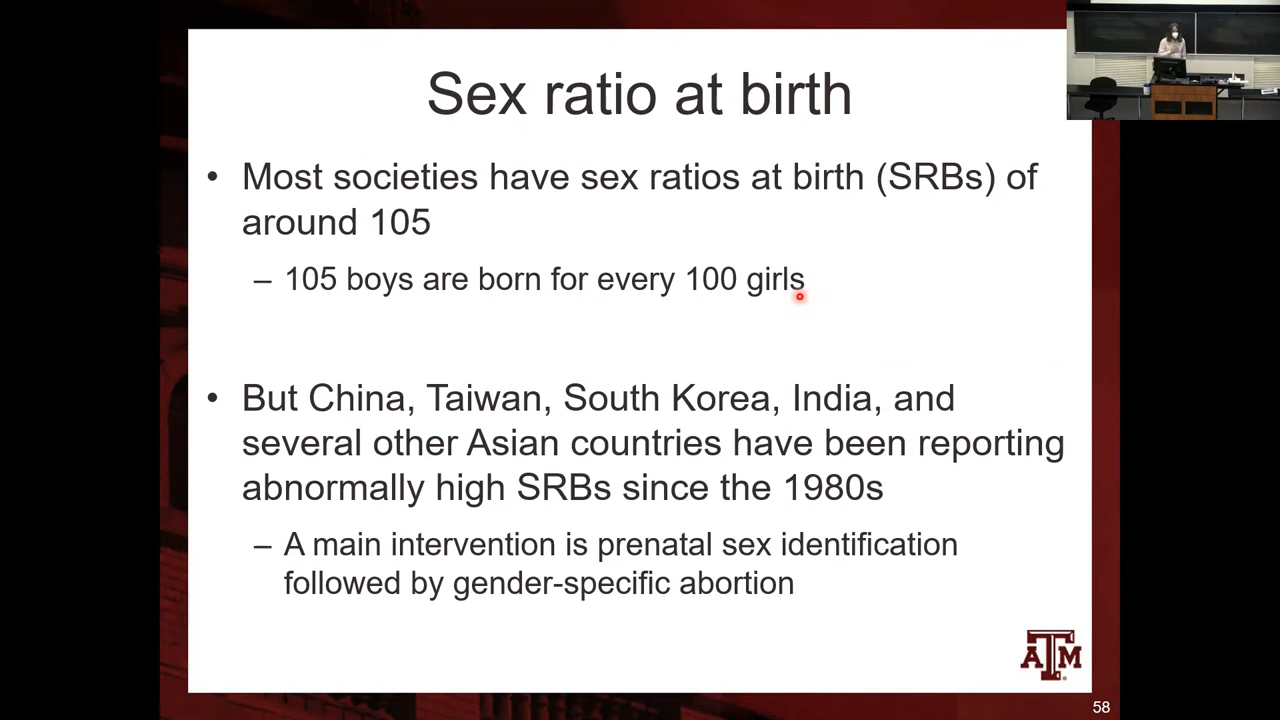 Sex ratio at birth
• Most societies have sex ratios at birth (SRBs) of
around 105
– 105 boys are born for every 100 girls
• But China, Taiwan, South Korea, India, and
several other Asian countries have been reporting
abnormally high SRBs since the 1980s
– A main intervention is prenatal sex identification
followed by gender-specific abortion
ATM
58